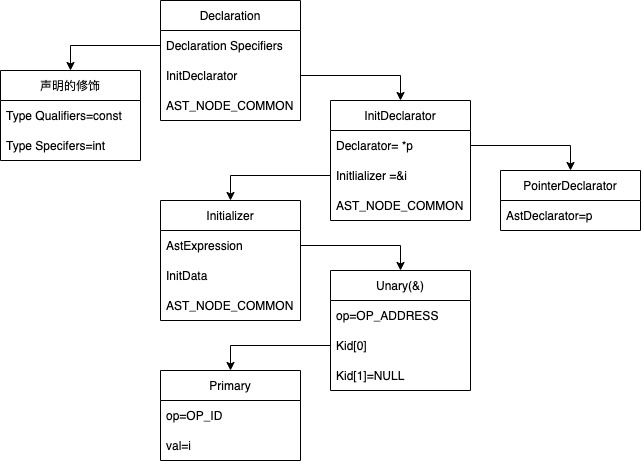 Declaration
Declaration Specifiers
InitDeclarator
AST_NODE_COMMON
声明的修饰
Type Qualifiers=const
Type Specifers=int
InitDeclarator
Declarator= *p
Initlializer =&i
AST_NODE_COMMON
PointerDeclarator
AstDeclarator=p
Initializer
AstExpression
InitData
AST_NODE_COMMON
Unary(&)
op=OP_ADDRESS
Kid[0]
Kid[1]=NULL
Primary
op=OP_ID
val=i